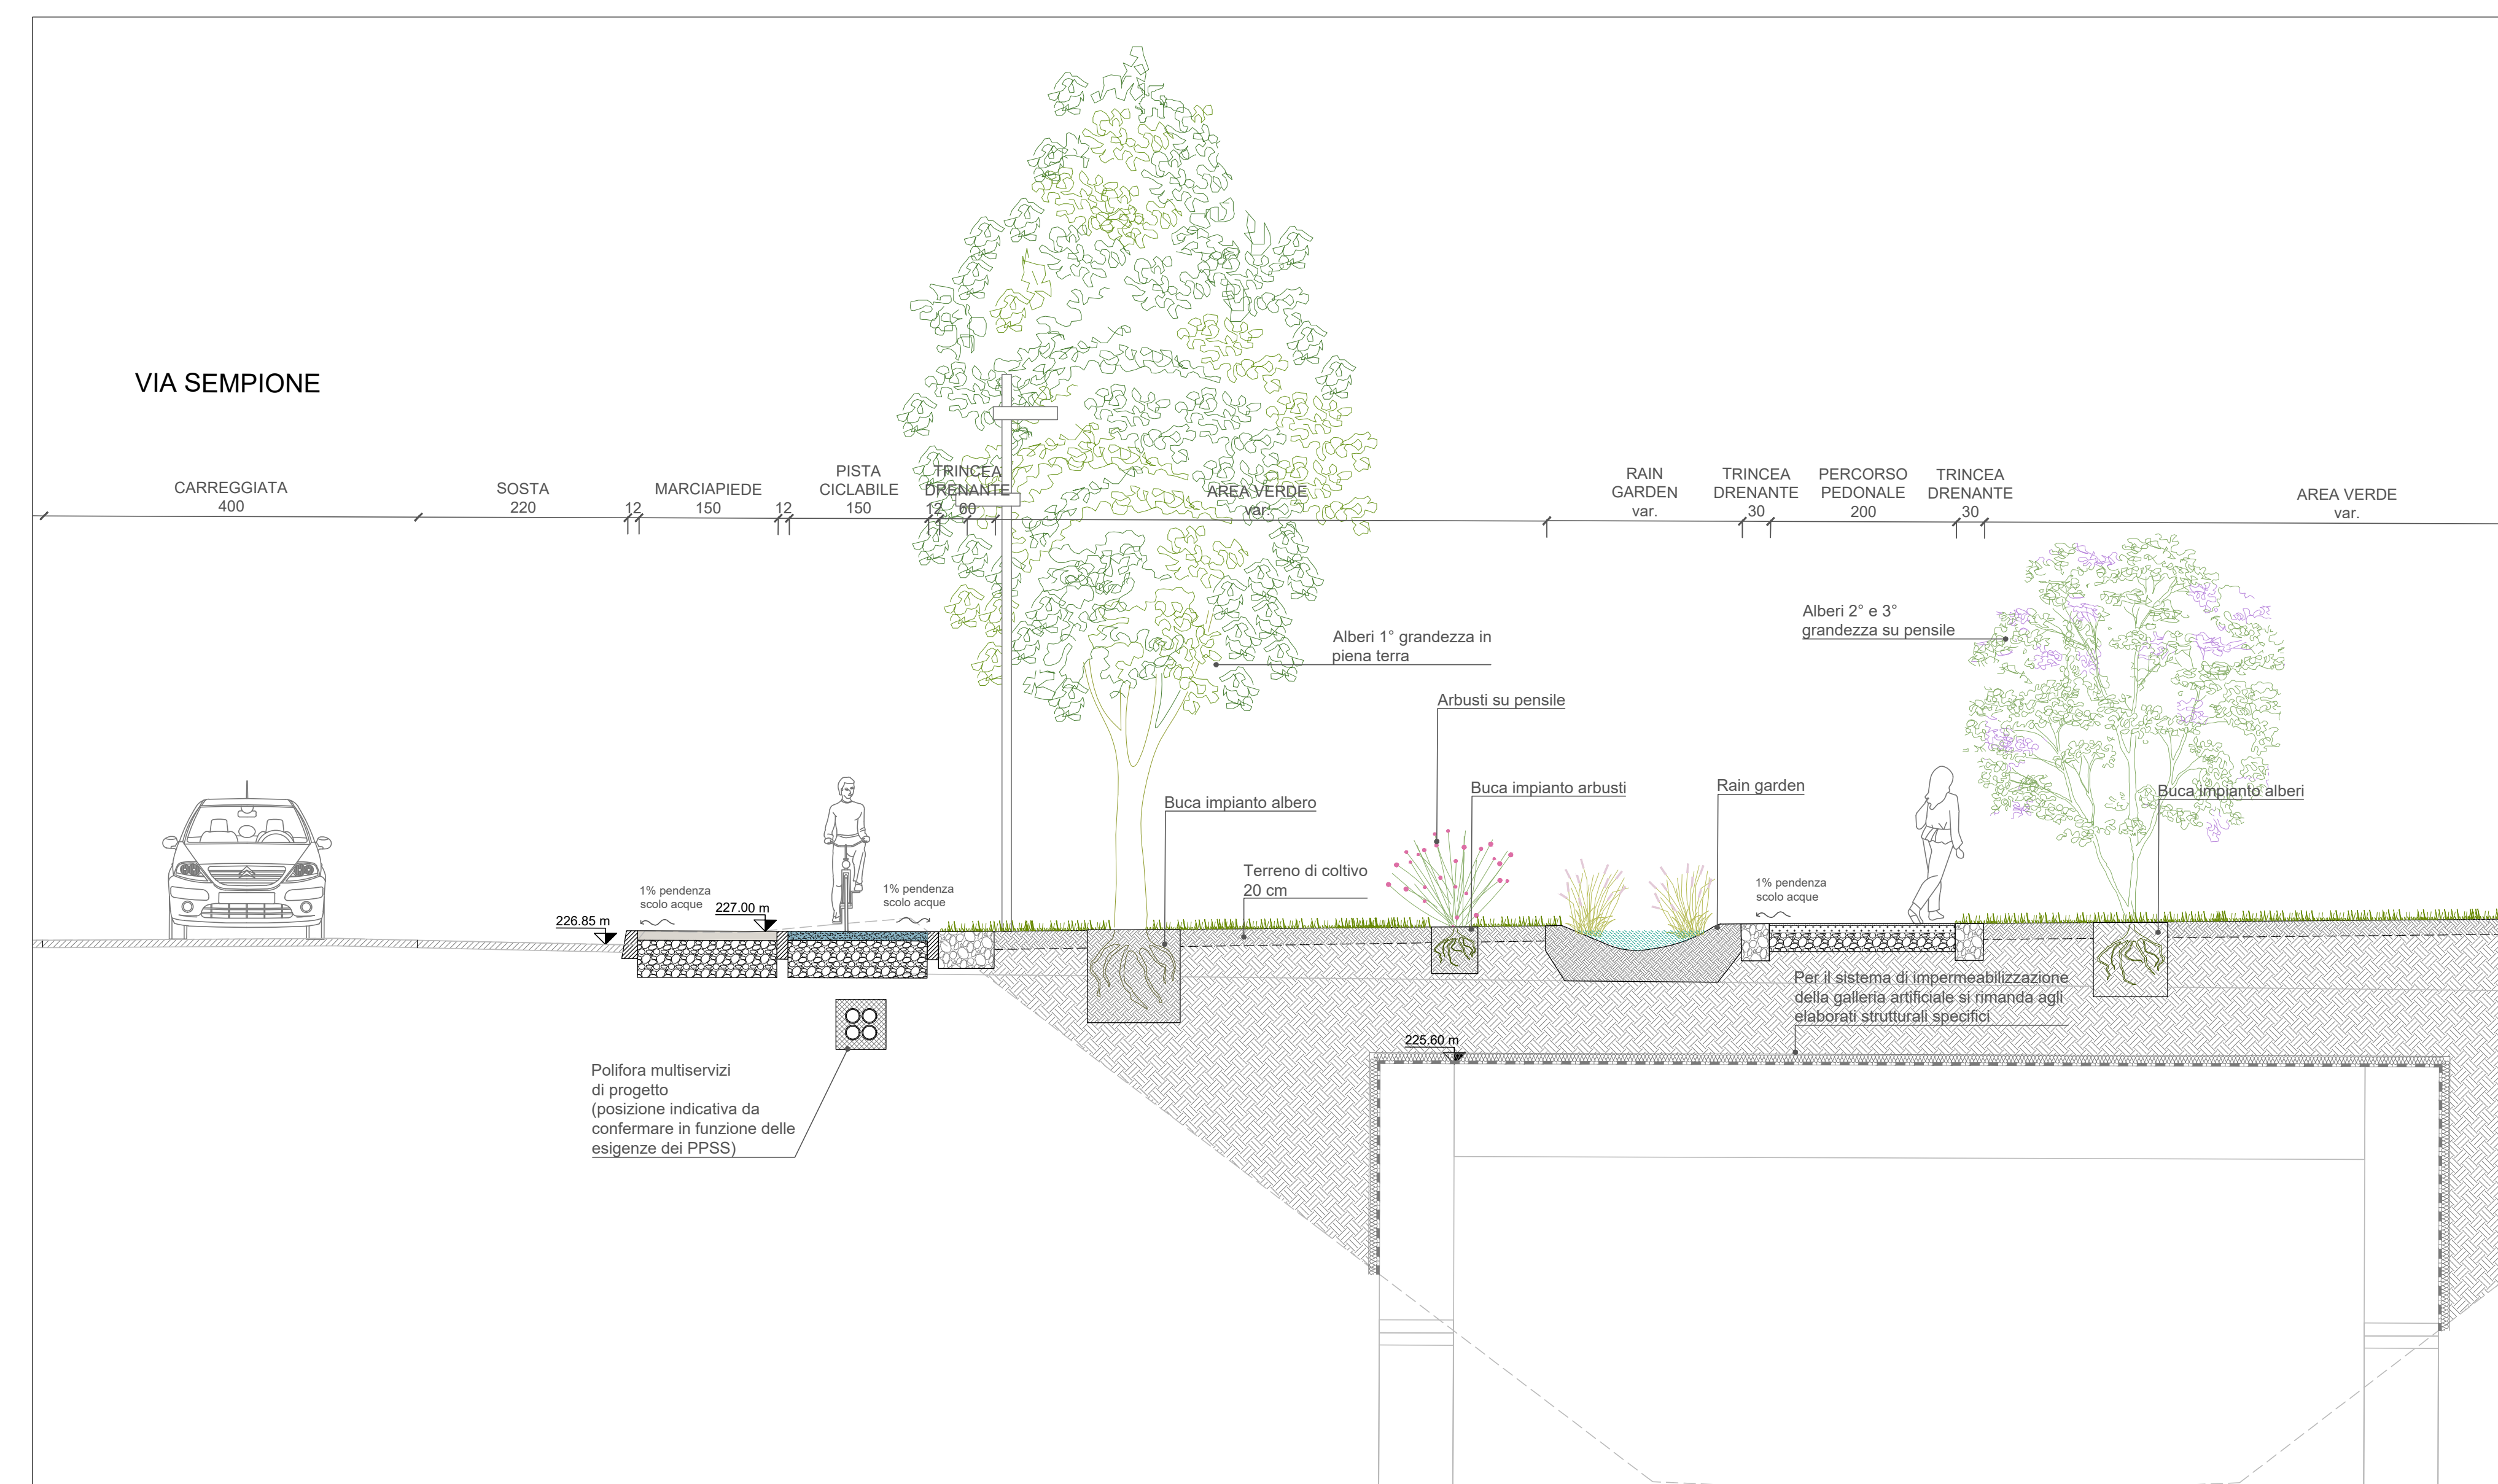 VIA SEMPIONE
CARREGGIATA
400
SOSTA
220
12
MARCIAPIEDE
150
12
PISTA
CICLABILE
150
12
TRINCEA
DRENANTE
60
AREA VERDE
var.
RAIN
GARDEN
var.
TRINCEA
DRENANTE
30
PERCORSO
PEDONALE
200
TRINCEA
DRENANTE
30
AREA VERDE
var.
Alberi 1° grandezza in
piena terra
Alberi 2° e 3°
grandezza su pensile
Arbusti su pensile
Buca impianto albero
Buca impianto arbusti
Rain garden
Buca impianto alberi
Terreno di coltivo
20 cm
1% pendenza
scolo acque
1% pendenza
scolo acque
1% pendenza
scolo acque
226.85 m
227.00 m
Per il sistema di impermeabilizzazione
della galleria artificiale si rimanda agli
elaborati strutturali specifici
225.60 m
Polifora multiservizi
di progetto
(posizione indicativa da
confermare in funzione delle
esigenze dei PPSS)